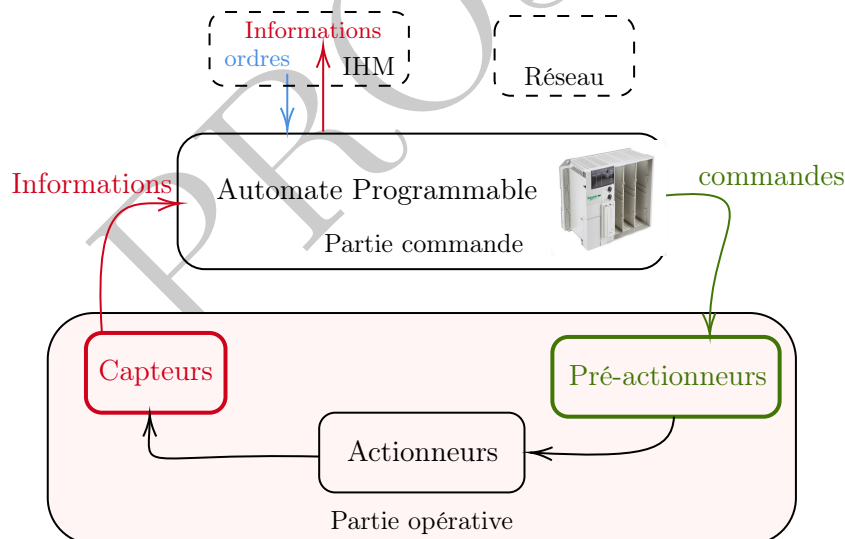 Informations
ordres
IHM
Réseau
Informations
Automate Programmable
commandes
Partie commande
Capteurs
Pré-actionneurs
Actionneurs
Partie opérative